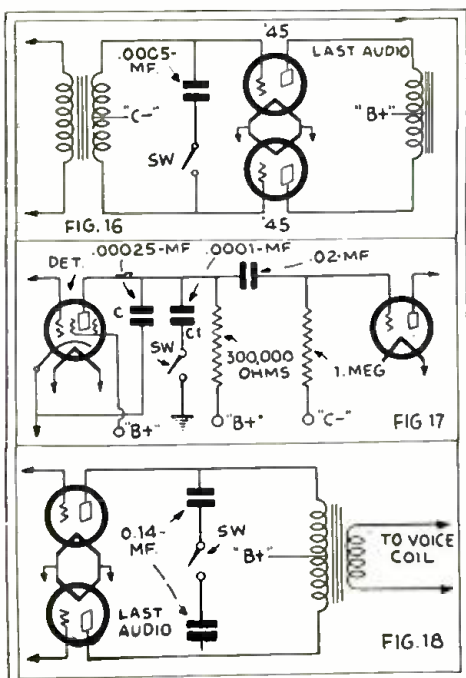 '45
.0005-
MF.
LAST AUDIO
"C-"
"B+"
SW
FIG. 16
'45
.00025-MF
.0001-MF
.02-MF
DET.
C
C1
SW
300,000
OHMS
1. MEG
"B+"
"B+"
"C-"
FIG 17
0.14-
MF.
SW
"B+"
TO VOICE
COIL
LAST
AUDIO
FIG.18